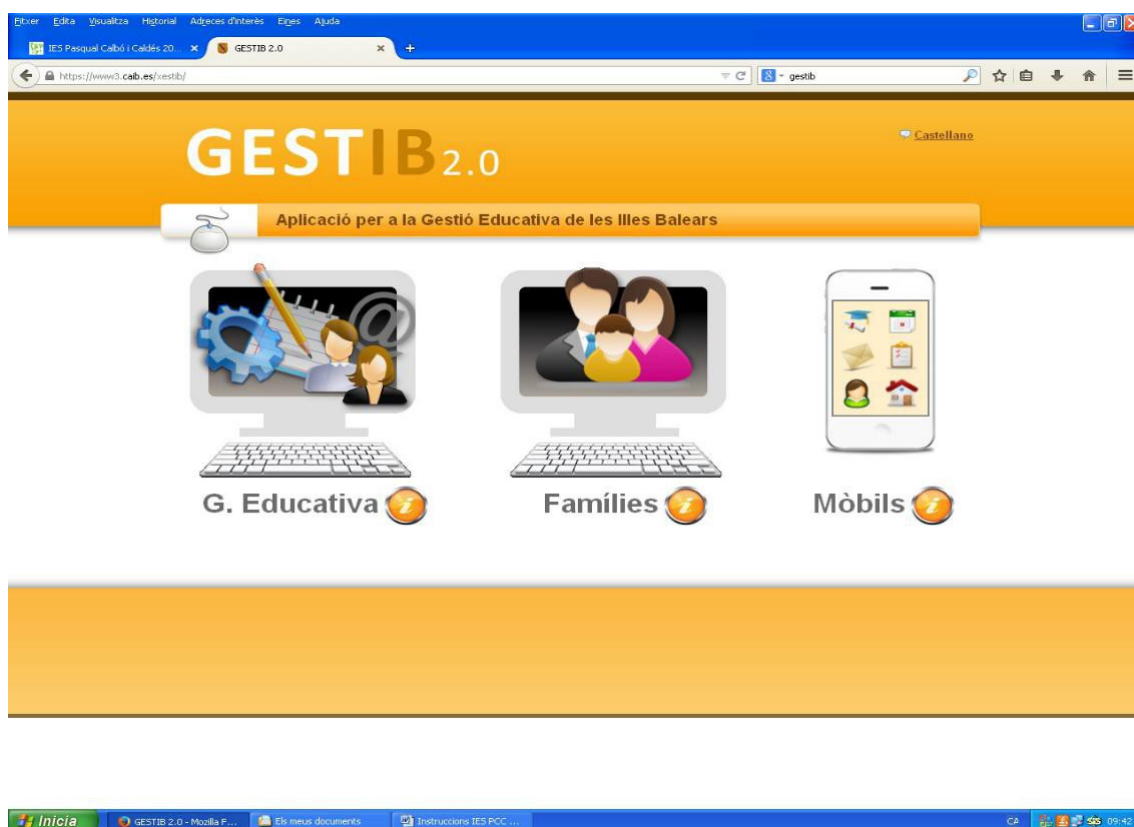 Fitxer Edita Visualitza Historial Adreces d'interès Eines Ajuda
IES Pasqual Calbó i Caldés 20... GESTIB 2.0
https://www3.caib.es/xestib/ gestib
GESTIB 2.0
Castellano
Aplicació per a la Gestió Educativa de les Illes Balears
G. Educativa i Famílies i Mòbils i
Inicia GESTIB 2.0 - Mozilla F... Els meus documents Instruccions IES PCC ... CA 09:42